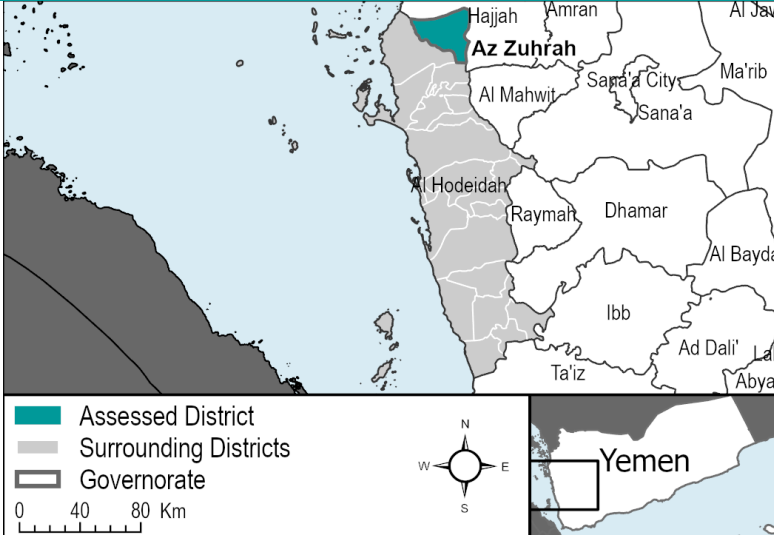 Hajjah
Amran
Al Jav
Az Zuhrah
Sana'a City
Ma'rib
Al Mahwit
Sana'a
Al Hodeidah
Raymah
Dhamar
Al Bayda
Ibb
Ad Dali'
La
Ta'iz
Abya
Assessed District
Surrounding Districts
Governorate
0 40 80 Km
N
W E
S
Yemen